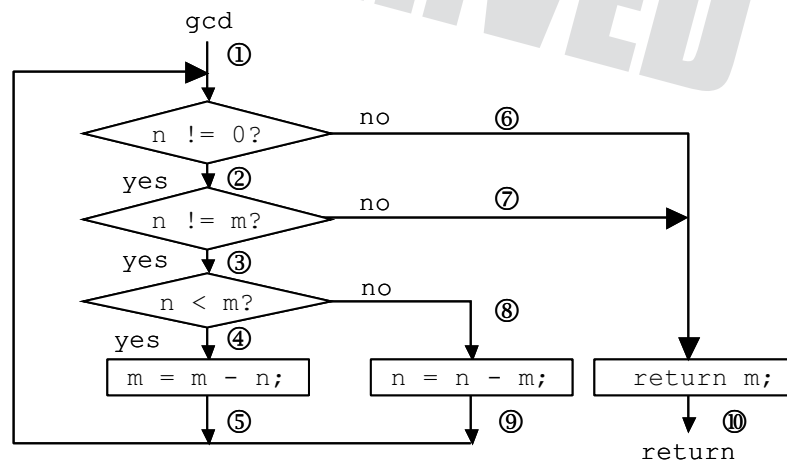 gcd
①
n != 0?
no
⑥
yes
②
n != m?
no
⑦
yes
③
n < m?
no
⑧
yes
④
m = m - n;
n = n - m;
return m;
⑤
⑨
⑩
return